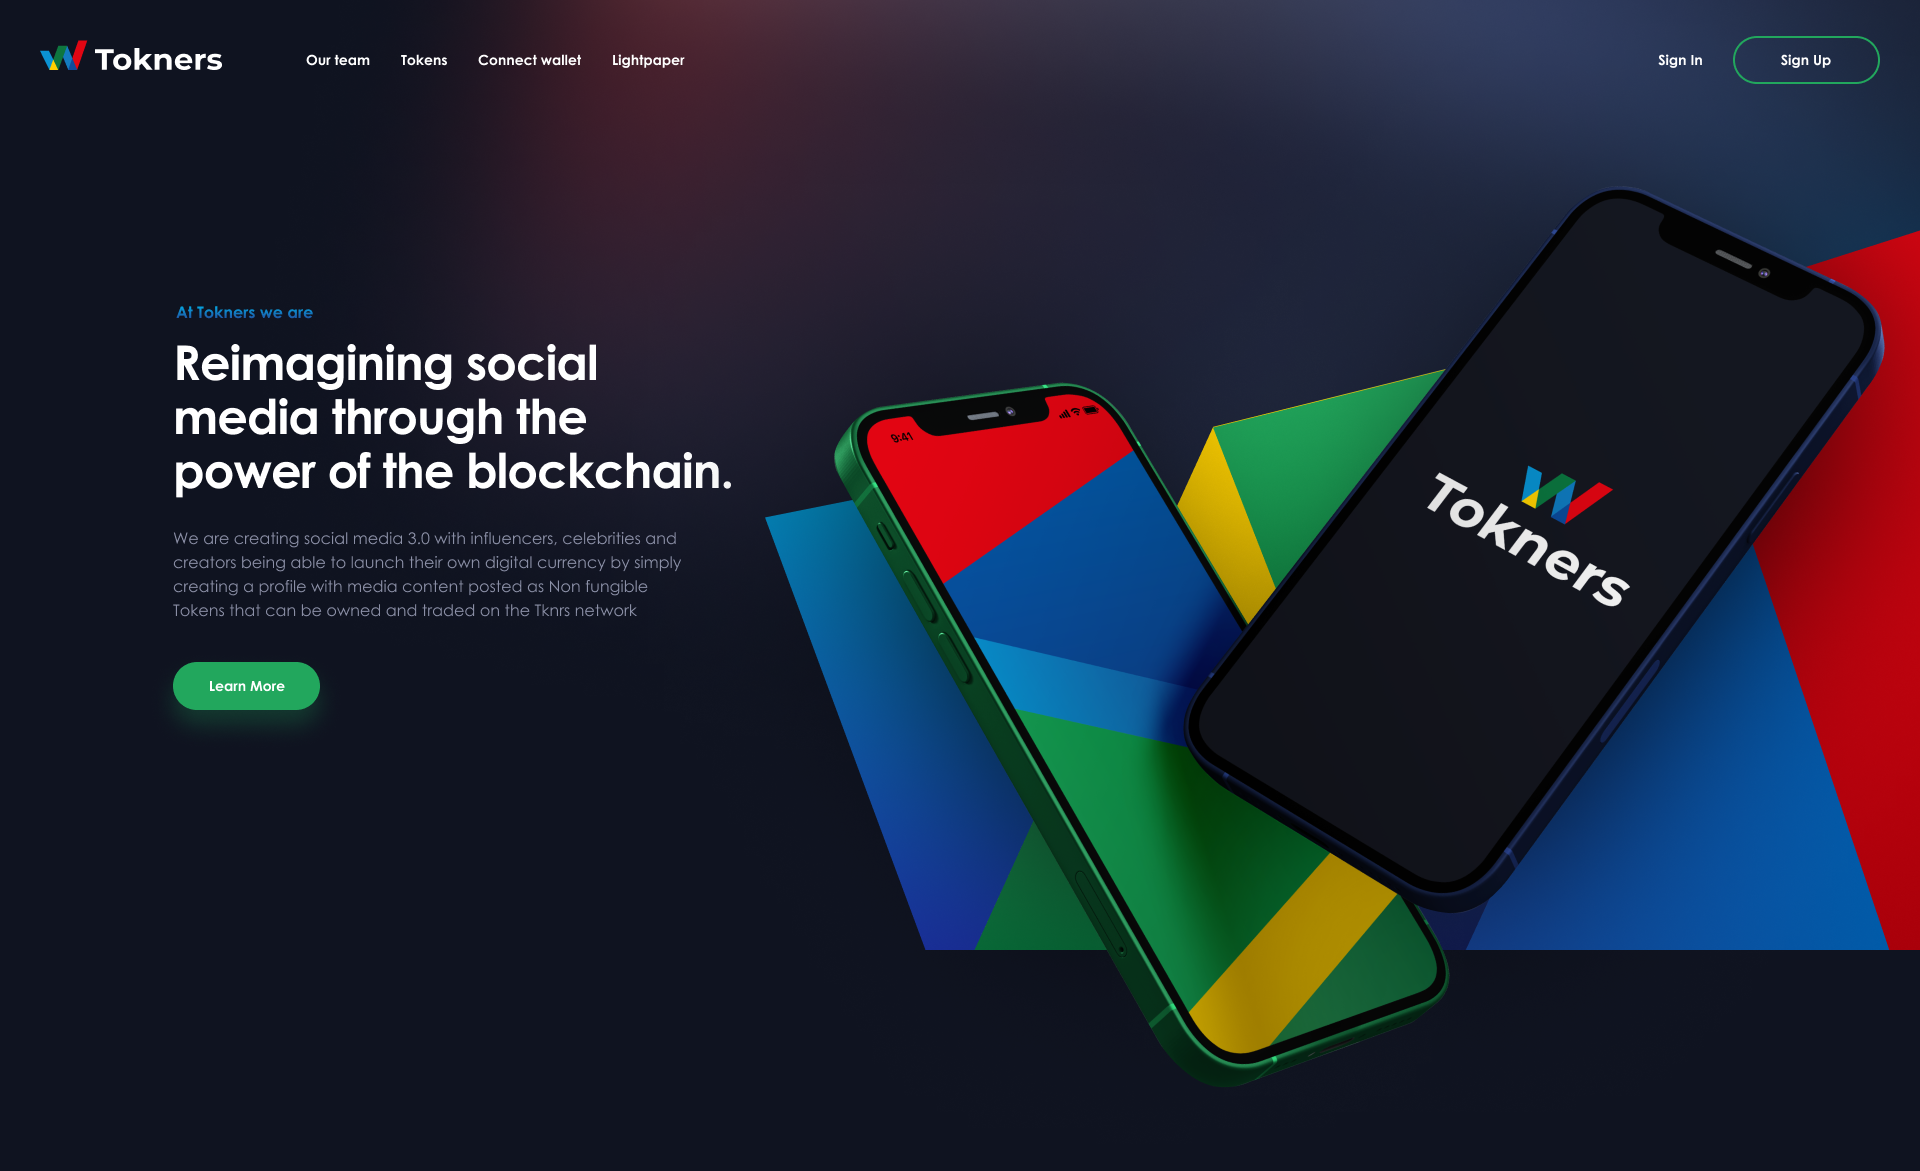 Tokners
Our team
Tokens
Connect wallet
Lightpaper
Sign In
Sign Up
At Tokners we are
Reimagining social
media through the
power of the blockchain.
We are creating social media 3.0 with influencers, celebrities and
creators being able to launch their own digital currency by simply
creating a profile with media content posted as Non fungible
Tokens that can be owned and traded on the Tknrs network
Learn More
9:41
Tokners